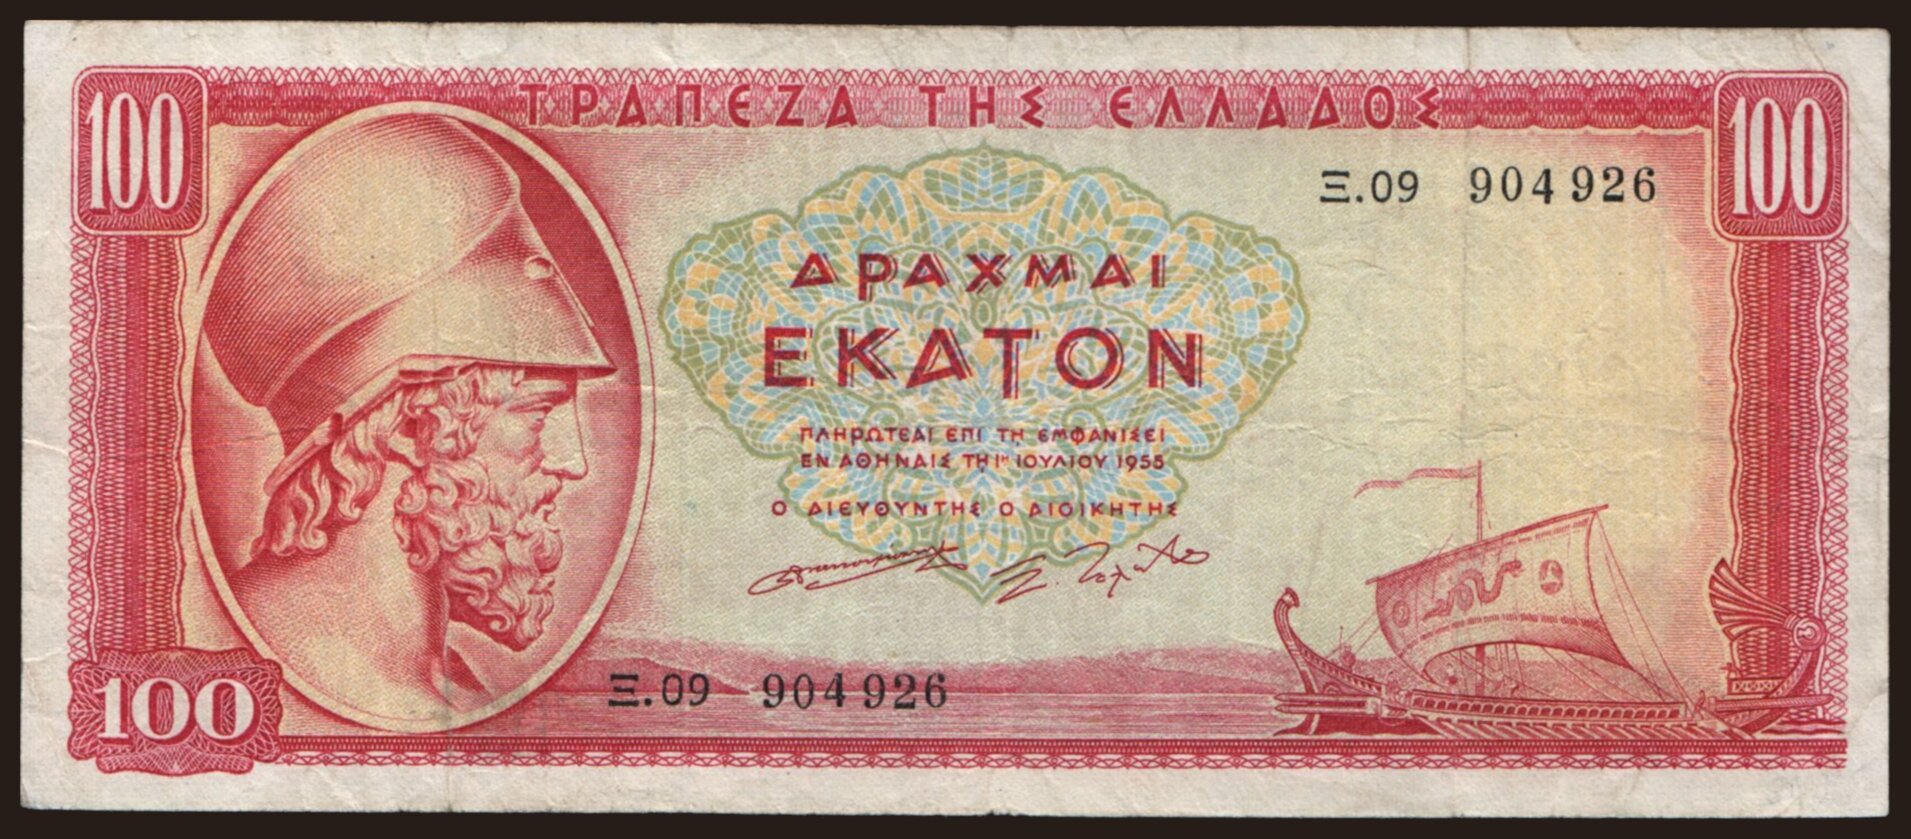 100 ΤΡΑΠΕΖΑ ΤΗΣ ΕΛΛΑΔΟΣ 100
Ξ.09 904926
ΔΡΑΧΜΑΙ
ΕΚΑΤΟΝ
ΠΛΗΡΩΤΕΑΙ ΕΠΙ ΤΗ ΕΜΦΑΝΙΣΕΙ
ΕΝ ΑΘΗΝΑΙΣ ΤΗ 1Η ΙΟΥΛΙΟΥ 1955
Ο ΔΙΕΥΘΥΝΤΗΣ Ο ΔΙΟΙΚΗΤΗΣ
Ξ.09 904926
100